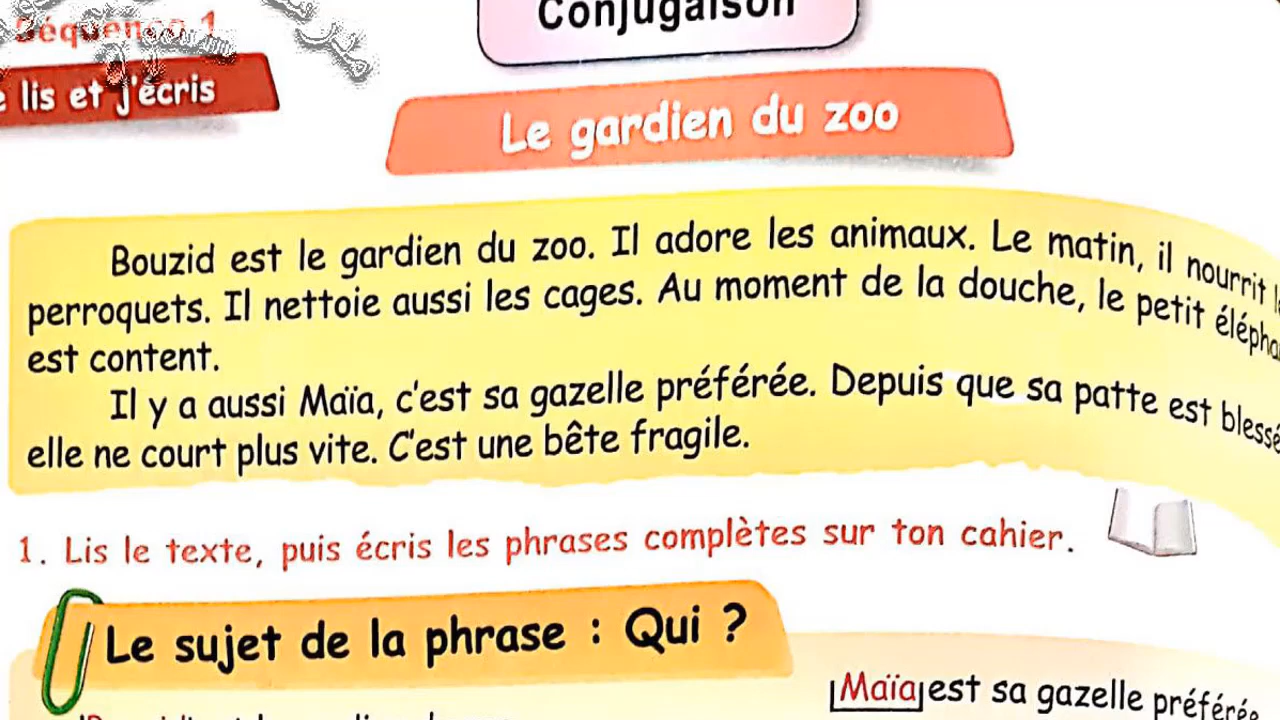 Séquence 1
Conjugaison
lis et j'écris
Le gardien du zoo
Bouzid est le gardien du zoo. Il adore les animaux. Le matin, il nourrit
perroquets. Il nettoie aussi les cages. Au moment de la douche, le petit
est content.
Il y a aussi Maïa, c'est sa gazelle préférée. Depuis que sa patte est
elle ne court plus vite. C'est une bête fragile.
1. Lis le texte, puis écris les phrases complètes sur ton cahier.
Le sujet de la phrase : Qui ?
Maïa est sa gazelle préférée